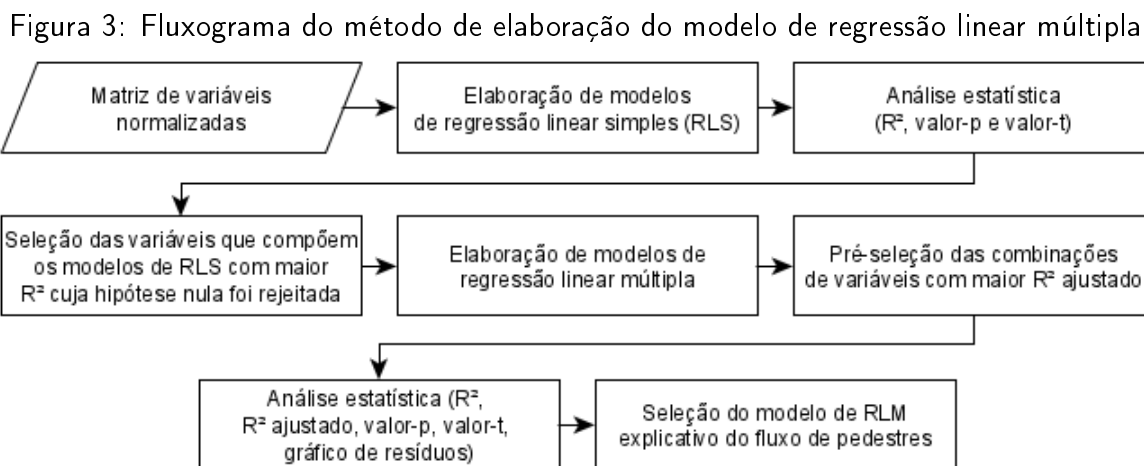 Figura 3: Fluxograma do método de elaboração do modelo de regressão linear múltipla
Matriz de variáveis
normalizadas
Elaboração de modelos
de regressão linear simples (RLS)
Análise estatística
(R², valor-p e valor-t)
Seleção das variáveis que compõem
os modelos de RLS com maior
R² cuja hipótese nula foi rejeitada
Elaboração de modelos de
regressão linear múltipla
Pré-seleção das combinações
de variáveis com maior R² ajustado
Análise estatística (R²,
R² ajustado, valor-p, valor-t,
gráfico de resíduos)
Seleção do modelo de RLM
explicativo do fluxo de pedestres